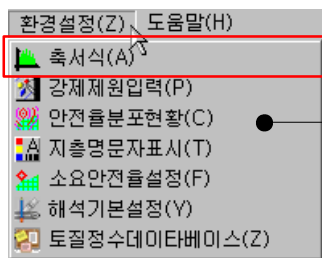 환경설정(Z) 도움말(H)
축서식(A)
강제제원입력(P)
안전율분포현황(C)
지층명문자표시(T)
소요안전율설정(F)
해석기본설정(Y)
토질정수데이타베이스(Z)